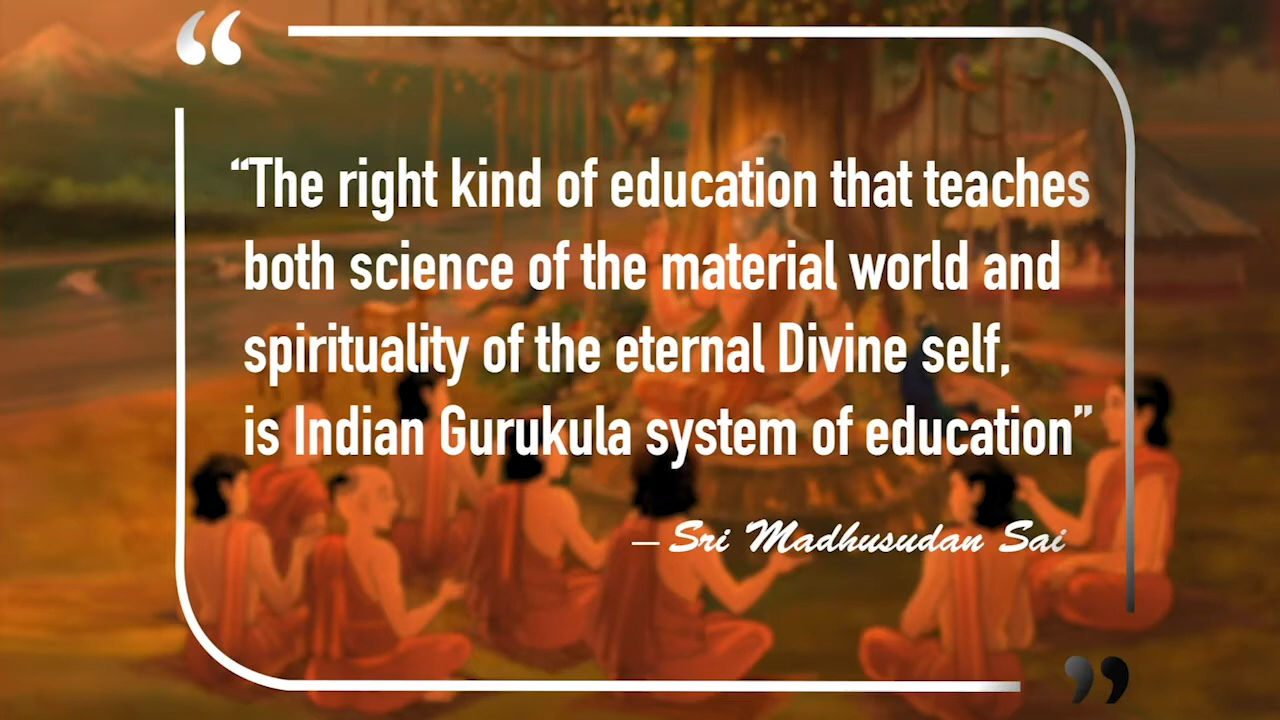 “The right kind of education that teaches
both science of the material world and
spirituality of the eternal Divine self,
is Indian Gurukula system of education”
– Sri Madhusudan Sai